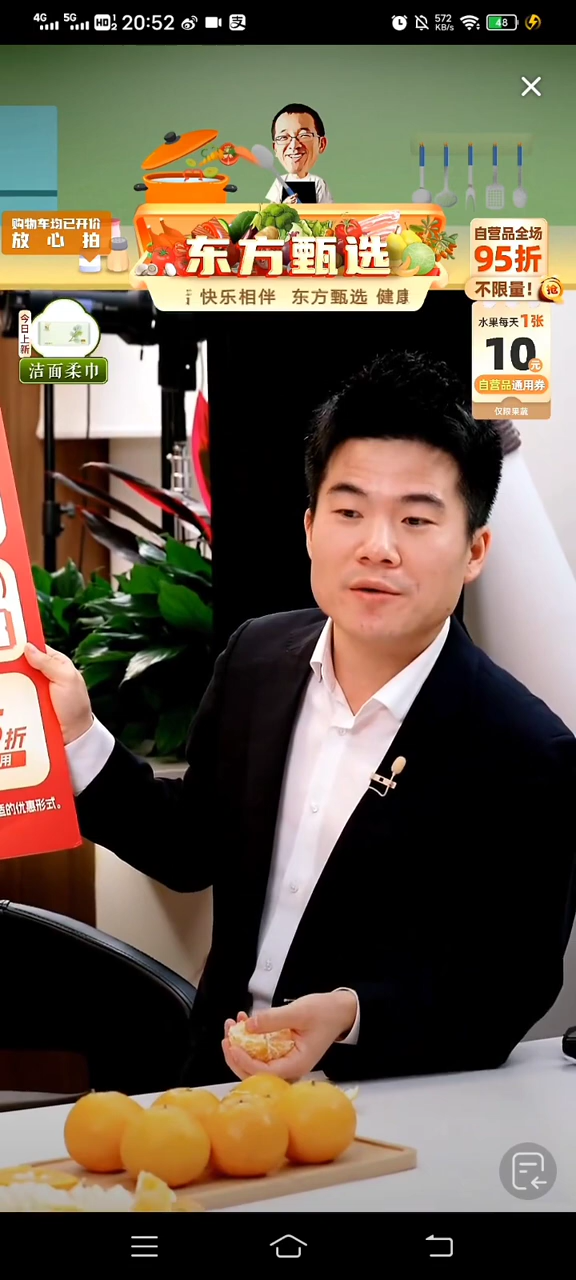 4G 5G HD 1 2 20:52 支 572 KB/s 48
购物车均已开价
放心拍
东方甄选
快乐相伴 东方甄选 健康
自营品全场
95折
不限量!
抢
水果每天1张
10元
自营品通用券
仅限果蔬
今日上新
洁面柔巾
折
用
的优惠形式。